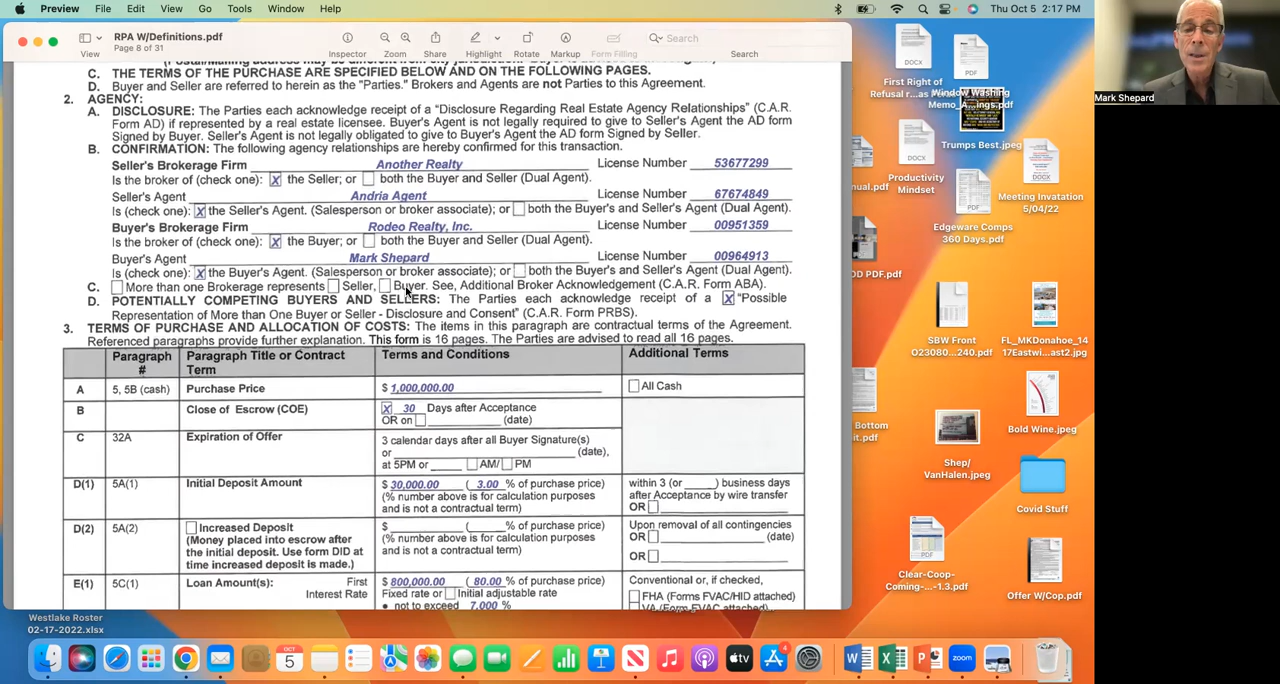 Preview File Edit View Go Tools Window Help Thu Oct 5 2:17 PM
RPA W/Definitions.pdf
Page 8 of 31
View Inspector Zoom Share Highlight Rotate Markup Form Filling Search
Search
C. THE TERMS OF THE PURCHASE ARE SPECIFIED BELOW AND ON THE FOLLOWING PAGES.
D. Buyer and Seller are referred to herein as the "Parties." Brokers and Agents are not Parties to this Agreement.
2. AGENCY:
A. DISCLOSURE: The Parties each acknowledge receipt of a "Disclosure Regarding Real Estate Agency Relationships" (C.A.R.
Form AD) if represented by a real estate licensee. Buyer's Agent is not legally required to give to Seller's Agent the AD form
Signed by Buyer. Seller's Agent is not legally obligated to give to Buyer's Agent the AD form Signed by Seller.
B. CONFIRMATION: The following agency relationships are hereby confirmed for this transaction.
Seller's Brokerage Firm Another Realty License Number 53677299
Is the broker of (check one): X the Seller or both the Buyer and Seller (Dual Agent).
Seller's Agent Andria Agent License Number 67674849
Is (check one): X the Seller's Agent. (Salesperson or broker associate); or both the Buyer's and Seller's Agent (Dual Agent).
Buyer's Brokerage Firm Rodeo Realty, Inc. License Number 00951359
Is the broker of (check one): X the Buyer; or both the Buyer and Seller (Dual Agent).
Buyer's Agent Mark Shepard License Number 00964913
Is (check one): X the Buyer's Agent. (Salesperson or broker associate); or both the Buyer's and Seller's Agent (Dual Agent).
C. More than one Brokerage represents Seller, Buyer. See, Additional Broker Acknowledgement (C.A.R. Form ABA).
D. POTENTIALLY COMPETING BUYERS AND SELLERS: The Parties each acknowledge receipt of a X "Possible
Representation of More than One Buyer or Seller - Disclosure and Consent" (C.A.R. Form PRBS).
3. TERMS OF PURCHASE AND ALLOCATION OF COSTS: The items in this paragraph are contractual terms of the Agreement.
Referenced paragraphs provide further explanation. This form is 16 pages. The Parties are advised to read all 16 pages.
Paragraph # Paragraph Title or Contract Term Terms and Conditions Additional Terms
A 5, 5B (cash) Purchase Price $ 1,000,000.00 All Cash
B Close of Escrow (COE) X 30 Days after Acceptance
OR on (date)
C 32A Expiration of Offer 3 calendar days after all Buyer Signature(s)
or (date),
at 5PM or AM/ PM
D(1) 5A(1) Initial Deposit Amount $ 30,000.00 ( 3.00 % of purchase price)
(% number above is for calculation purposes
and is not a contractual term)
within 3 (or ) business days
after Acceptance by wire transfer
OR
D(2) 5A(2) Increased Deposit
(Money placed into escrow after
the initial deposit. Use form DID at
time increased deposit is made.)
$ ( % of purchase price)
(% number above is for calculation purposes
and is not a contractual term)
Upon removal of all contingencies
OR (date)
OR
E(1) 5C(1) Loan Amount(s): First
Interest Rate
$ 800,000.00 ( 80.00 % of purchase price)
Fixed rate or Initial adjustable rate
• not to exceed 7.000 %
Conventional or, if checked,
FHA (Forms FVAC/HID attached)
VA (Forms FVAC attached)
First Right of
Refusal r...as
Window Washing
Memo_A...ings.pdf
Trumps Best.jpeg
Productivity
Mindset
Meeting Invatation
5/04/22
Edgeware Comps
360 Days.pdf
SBW Front
O23080...240.pdf
FL_MKDonahoe_14
17Eastwi...ast2.jpg
Shep/
VanHalen.jpeg
Bold Wine.jpeg
Covid Stuff
Clear-Coop-
Coming-...-1.3.pdf
Offer W/Cop.pdf
Westlake Roster
02-17-2022.xlsx
Mark Shepard
DOCX
PDF
OCT
5
tv
4
W
X
P
zoom